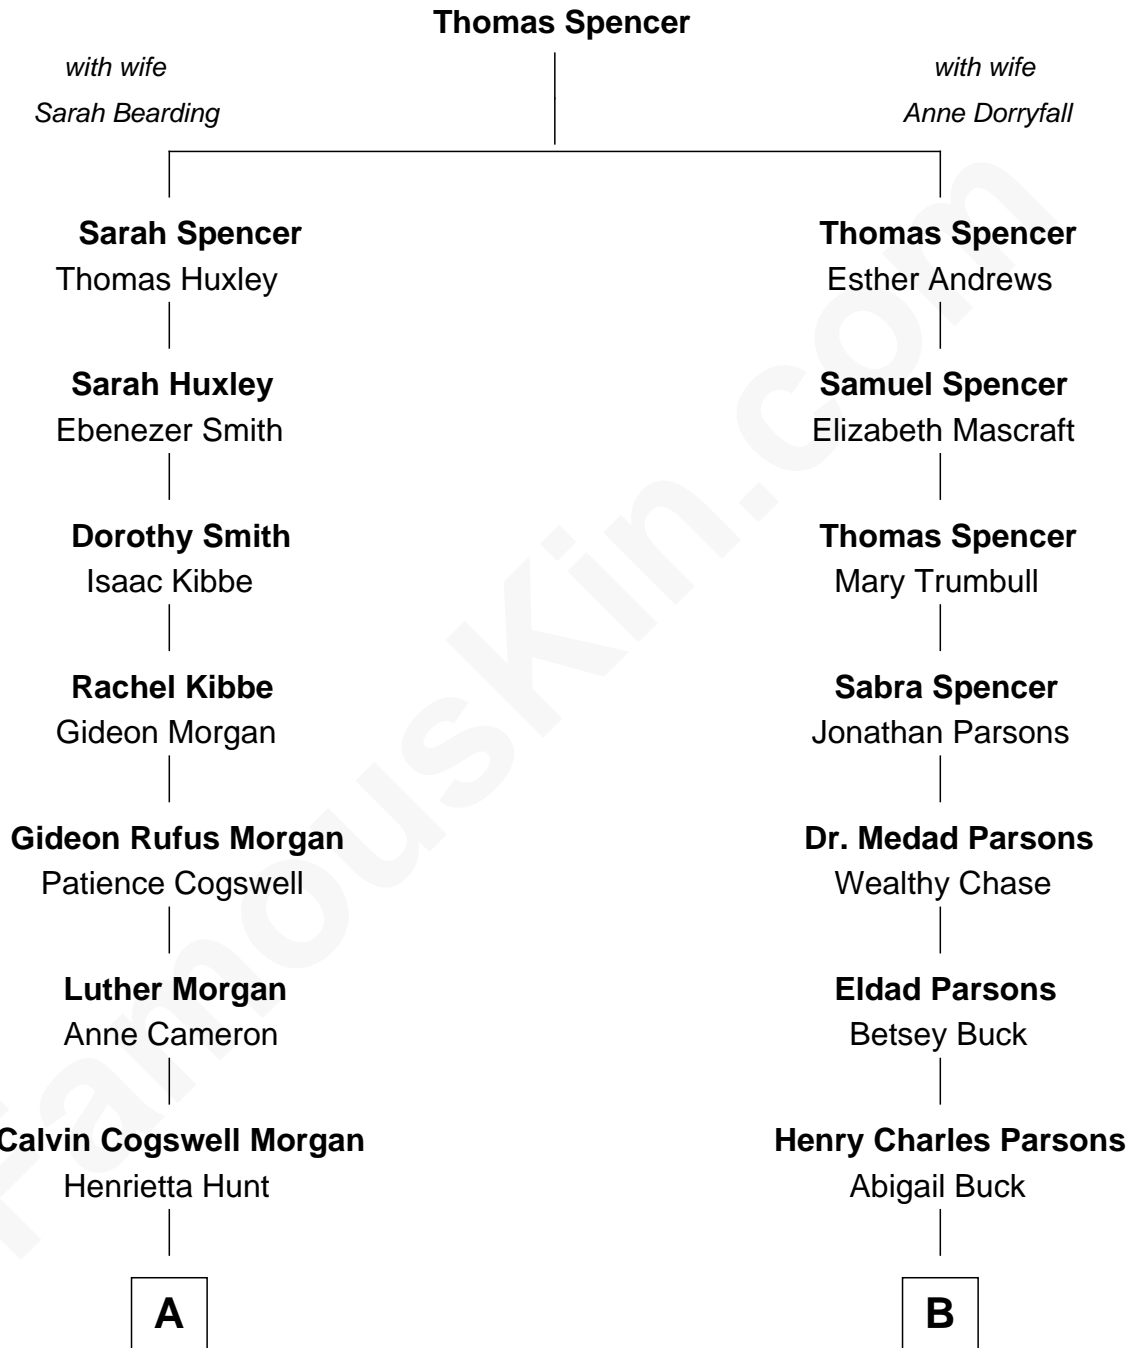 Thomas Spencer
with wife
Sarah Bearding
with wife
Anne Dorryfall
Sarah Spencer
Thomas Huxley
Thomas Spencer
Esther Andrews
Sarah Huxley
Ebenezer Smith
Samuel Spencer
Elizabeth Mascraft
Dorothy Smith
Isaac Kibbe
Thomas Spencer
Mary Trumbull
Rachel Kibbe
Gideon Morgan
Sabra Spencer
Jonathan Parsons
Gideon Rufus Morgan
Patience Cogswell
Dr. Medad Parsons
Wealthy Chase
Luther Morgan
Anne Cameron
Eldad Parsons
Betsey Buck
Calvin Cogswell Morgan
Henrietta Hunt
Henry Charles Parsons
Abigail Buck
A
B
FamousKin.com